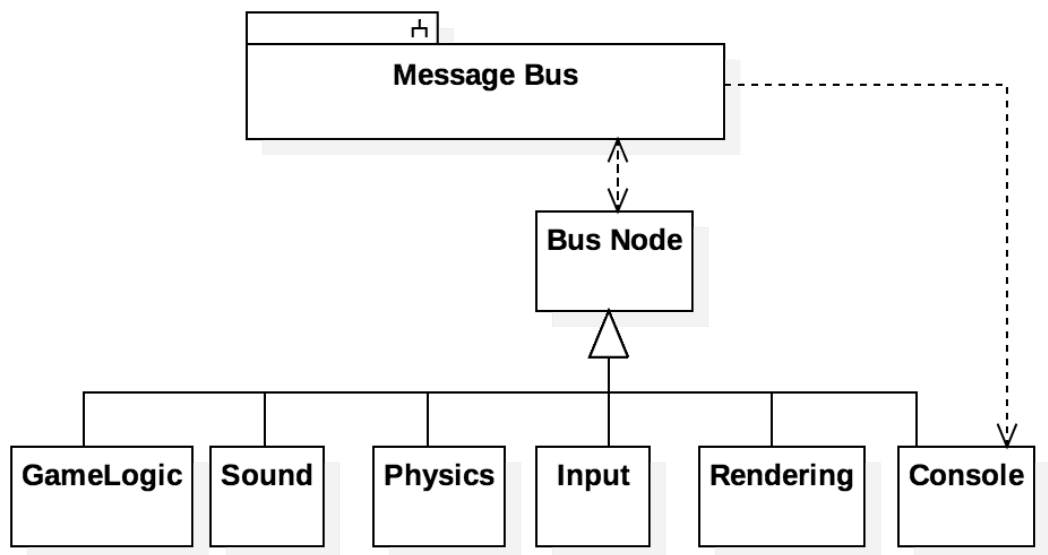 Message Bus
Bus Node
GameLogic
Sound
Physics
Input
Rendering
Console